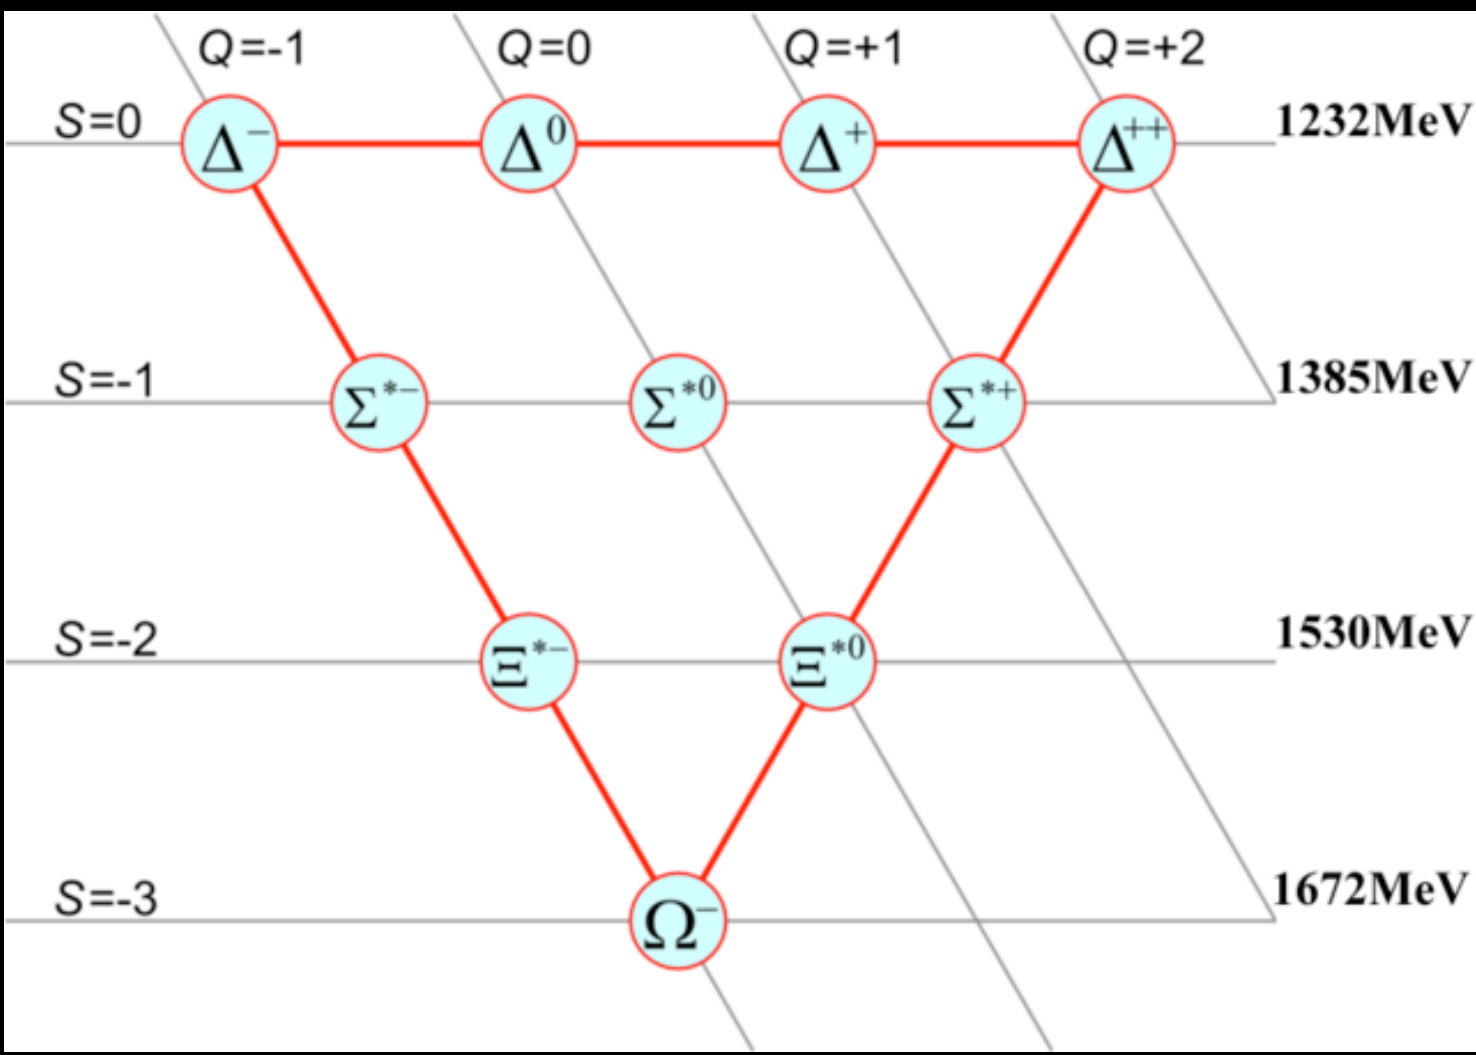 Q=-1 Q=0 Q=+1 Q=+2
S=0 1232MeV
Δ⁻ Δ⁰ Δ⁺ Δ⁺⁺
S=-1 1385MeV
Σ*⁻ Σ*⁰ Σ*⁺
S=-2 1530MeV
Ξ*⁻ Ξ*⁰
S=-3 1672MeV
Ω⁻